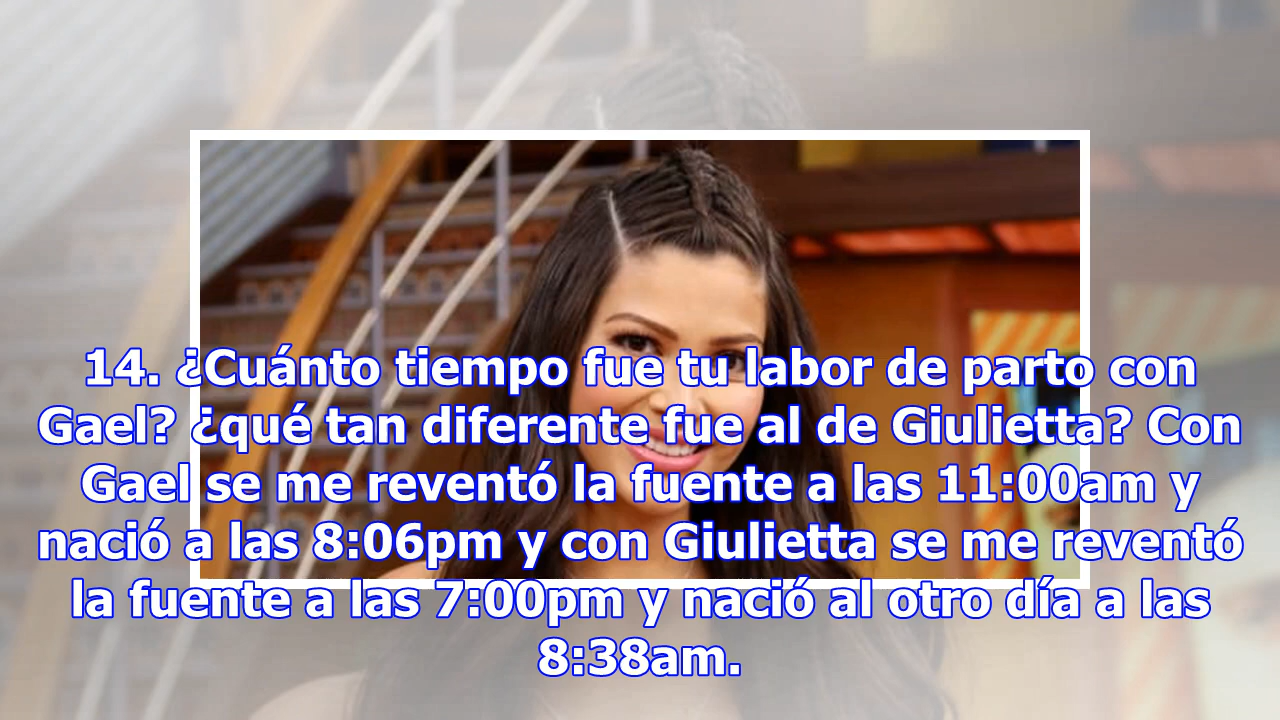 14. ¿Cuánto tiempo fue tu labor de parto con
Gael? ¿qué tan diferente fue al de Giulietta? Con
Gael se me reventó la fuente a las 11:00am y
nació a las 8:06pm y con Giulietta se me reventó
la fuente a las 7:00pm y nació al otro día a las
8:38am.